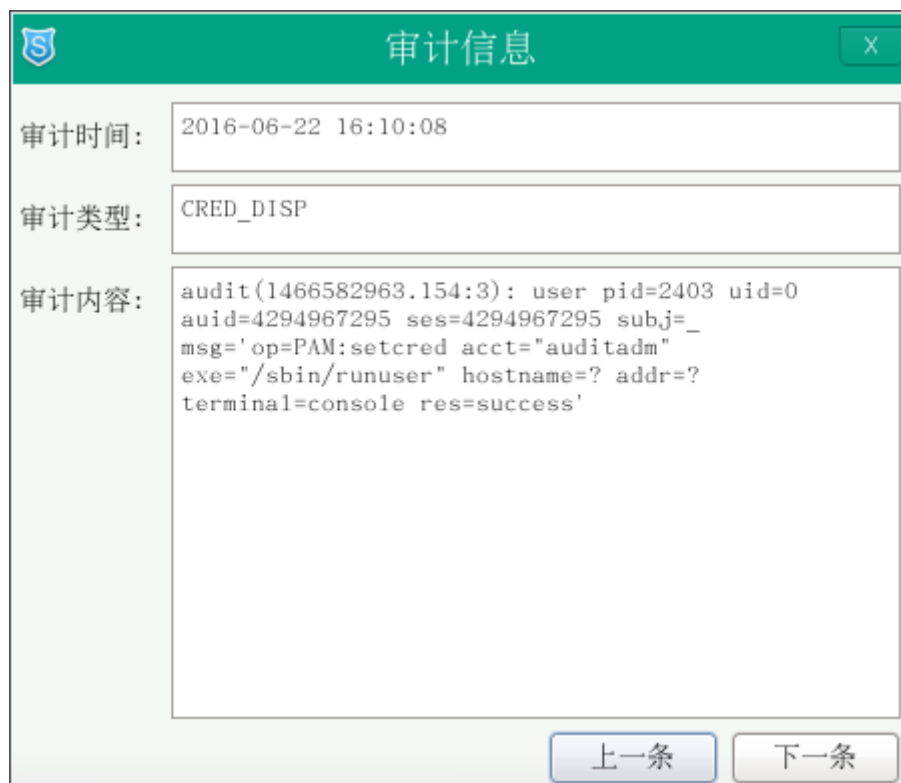 S
审计信息
X
审计时间:
2016-06-22 16:10:08
审计类型:
CRED_DISP
审计内容:
audit(1466582963.154:3): user pid=2403 uid=0
auid=4294967295 ses=4294967295 subj=_
msg='op=PAM:setcred acct="auditadm"
exe="/sbin/runuser" hostname=? addr=?
terminal=console res=success'
上一条
下一条